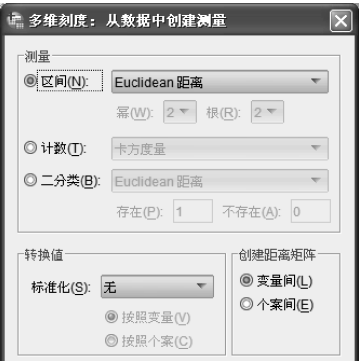 多维刻度：从数据中创建测量
测量
区间(N): Euclidean 距离
幂(W): 2 根(R): 2
计数(T): 卡方度量
二分类(B): Euclidean 距离
存在(P): 1 不存在(A): 0
转换值
标准化(S): 无
按照变量(V)
按照个案(C)
创建距离矩阵
变量间(L)
个案间(E)